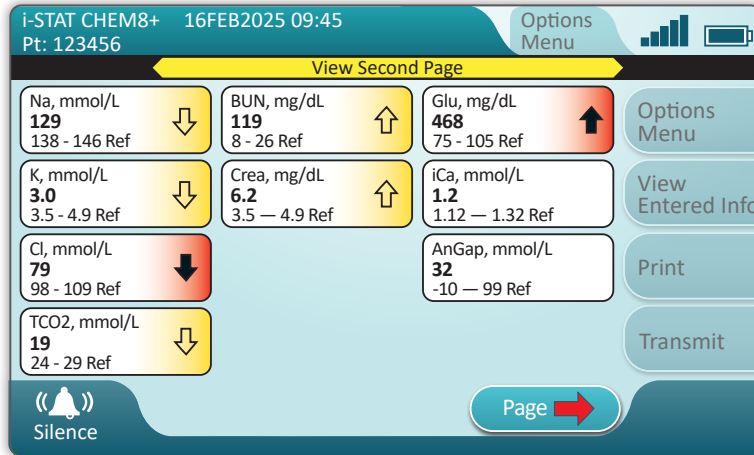 i-STAT CHEM8+ 16FEB2025 09:45
Pt: 123456
Options
Menu
View Second Page
Na, mmol/L
129
138 - 146 Ref
BUN, mg/dL
119
8 - 26 Ref
Glu, mg/dL
468
75 - 105 Ref
K, mmol/L
3.0
3.5 - 4.9 Ref
Crea, mg/dL
6.2
3.5 — 4.9 Ref
iCa, mmol/L
1.2
1.12 — 1.32 Ref
Cl, mmol/L
79
98 - 109 Ref
AnGap, mmol/L
32
-10 — 99 Ref
TCO2, mmol/L
19
24 - 29 Ref
Options
Menu
View
Entered Info
Print
Transmit
Silence
Page